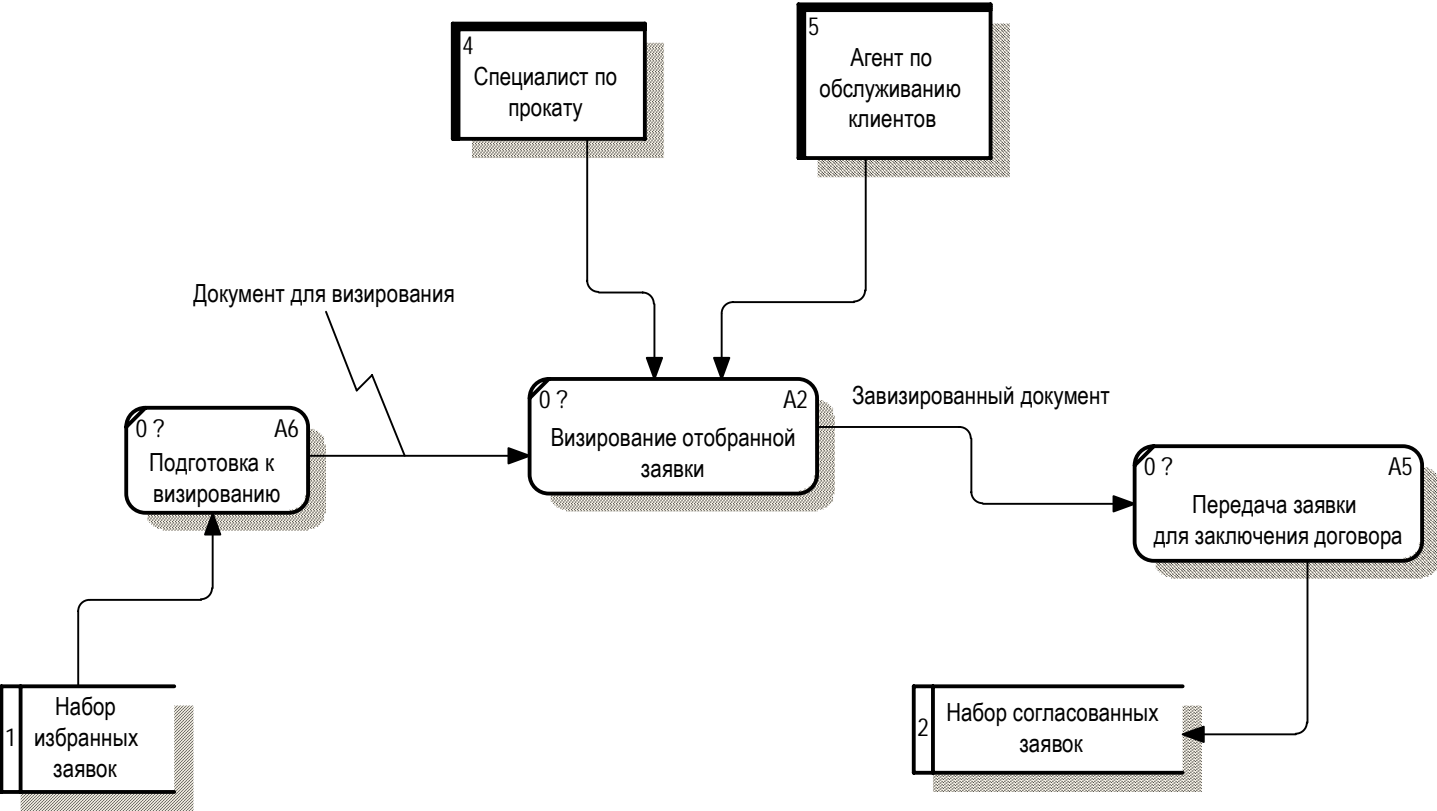 4
Специалист по
прокату
5
Агент по
обслуживанию
клиентов
Документ для визирования
0 ? A6
Подготовка к
визированию
0 ? A2
Визирование отобранной
заявки
Завизированный документ
0 ? A5
Передача заявки
для заключения договора
1
Набор
избранных
заявок
2
Набор согласованных
заявок